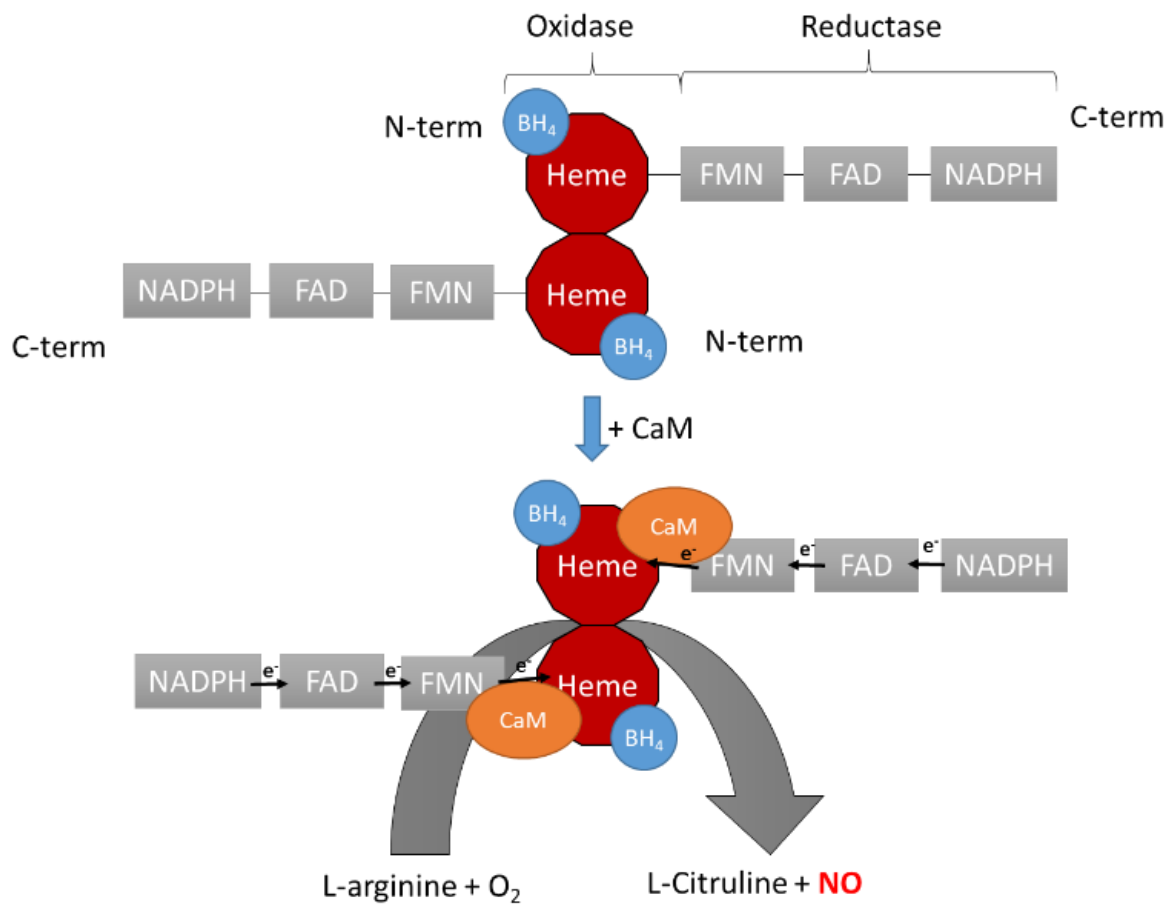 Oxidase Reductase
N-term BH₄ C-term
Heme FMN FAD NADPH
NADPH FAD FMN Heme
C-term BH₄ N-term
+ CaM
BH₄ CaM
Heme e⁻ FMN e⁻ FAD e⁻ NADPH
NADPH e⁻ FAD e⁻ FMN e⁻ Heme
CaM BH₄
L-arginine + O₂ L-Citruline + NO